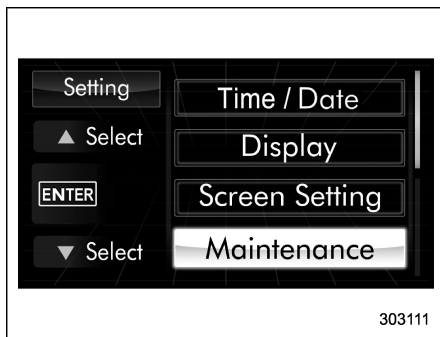 Setting
▲ Select
ENTER
▼ Select
Time / Date
Display
Screen Setting
Maintenance
303111